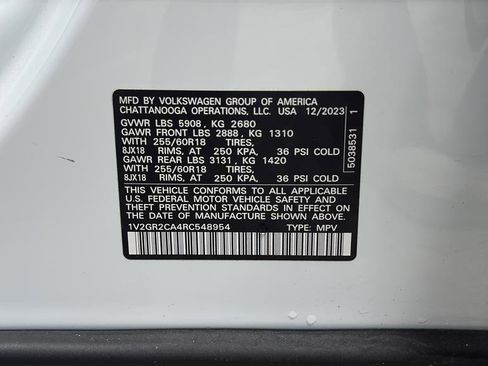 MFD BY VOLKSWAGEN GROUP OF AMERICA
CHATTANOOGA OPERATIONS, LLC. USA 12/2023
GVWR LBS 5908, KG 2680
GAWR FRONT LBS 2888, KG 1310
WITH 255/60R18 TIRES,
8JX18 RIMS, AT 250 KPA, 36 PSI COLD
GAWR REAR LBS 3131, KG 1420
WITH 255/60R18 TIRES,
8JX18 RIMS, AT 250 KPA, 36 PSI COLD
THIS VEHICLE CONFORMS TO ALL APPLICABLE
U.S. FEDERAL MOTOR VEHICLE SAFETY AND THEFT
PREVENTION STANDARDS IN EFFECT
ON THE DATE OF MANUFACTURE SHOWN ABOVE.
1V2GR2CA4RC548954 TYPE: MPV
5038531 1